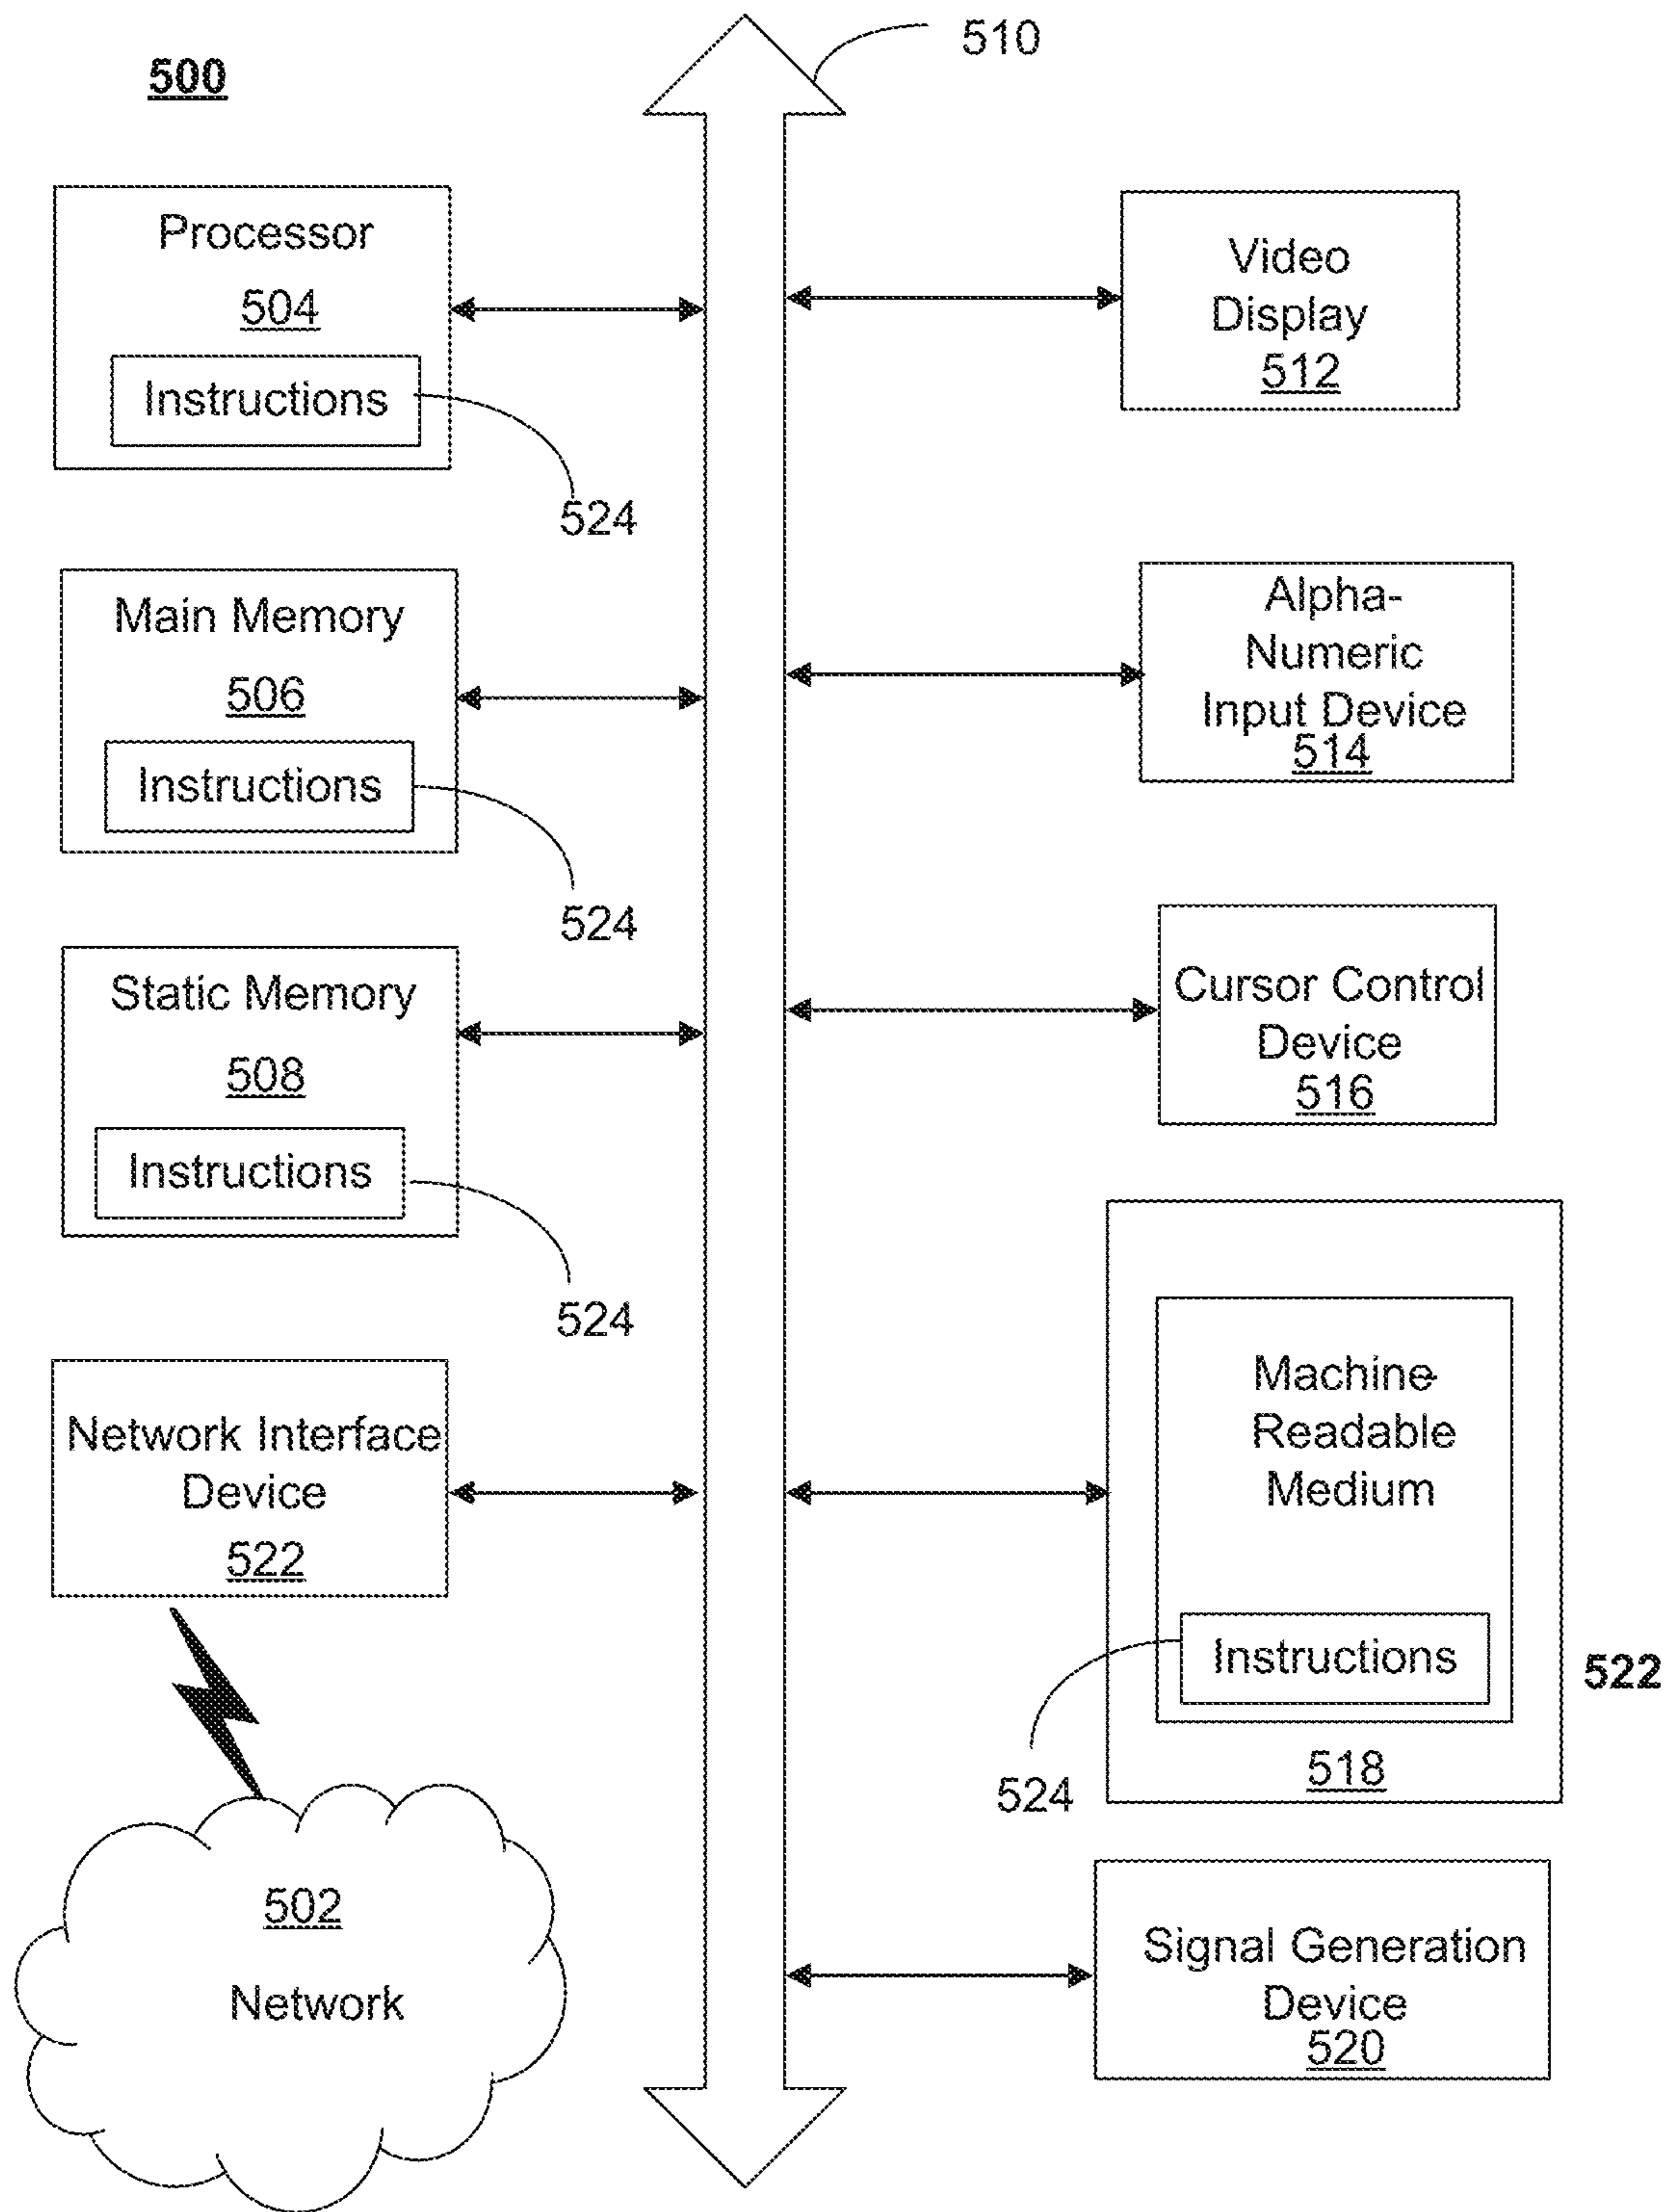 500
510
Processor
504
Instructions
524
Main Memory
506
Instructions
524
Static Memory
508
Instructions
524
Network Interface
Device
522
502
Network
Video
Display
512
Alpha-
Numeric
Input Device
514
Cursor Control
Device
516
Machine-
Readable
Medium
Instructions
522
518
524
Signal Generation
Device
520